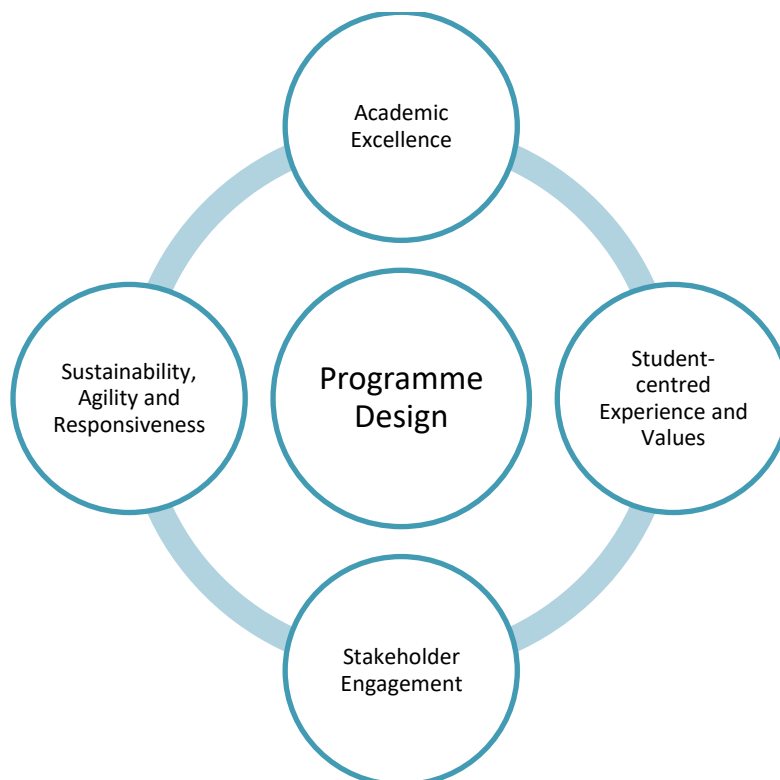 Academic
Excellence
Sustainability,
Agility and
Responsiveness
Programme
Design
Student-
centred
Experience and
Values
Stakeholder
Engagement